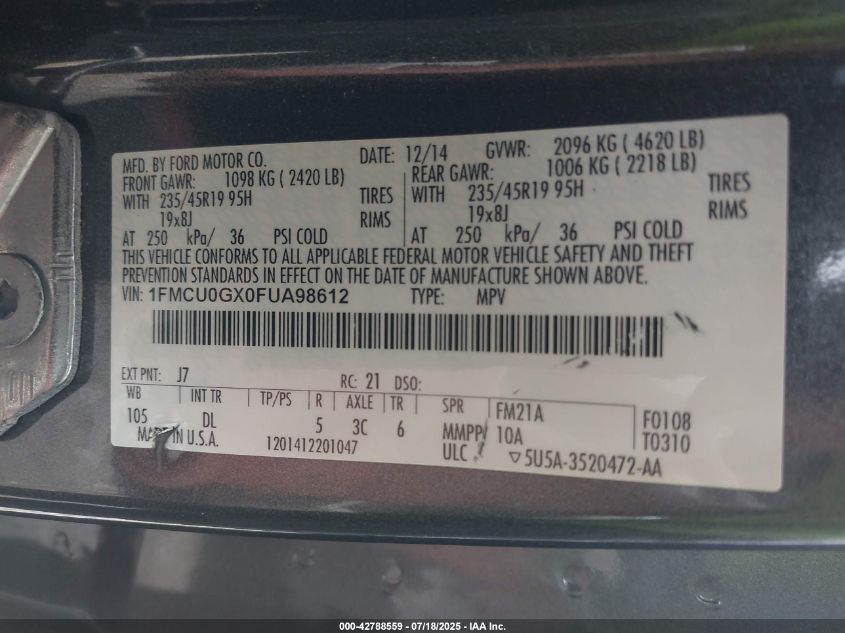 MFD. BY FORD MOTOR CO. DATE: 12/14 GVWR: 2096 KG ( 4620 LB)
FRONT GAWR: 1098 KG ( 2420 LB) REAR GAWR: 1006 KG ( 2218 LB)
WITH 235/45R19 95H TIRES WITH 235/45R19 95H TIRES
19x8J RIMS 19x8J RIMS
AT 250 kPa/ 36 PSI COLD AT 250 kPa/ 36 PSI COLD
THIS VEHICLE CONFORMS TO ALL APPLICABLE FEDERAL MOTOR VEHICLE SAFETY AND THEFT
PREVENTION STANDARDS IN EFFECT ON THE DATE OF MANUFACTURE SHOWN ABOVE.
VIN: 1FMCU0GX0FUA98612 TYPE: MPV
EXT PNT: J7 RC: 21 DSO:
WB INT TR TP/PS R AXLE TR SPR FM21A F0108
105 DL 5 3C 6 MMPP/ 10A T0310
MADE IN U.S.A. 1201412201047 ULC ▽5U5A-3520472-AA
000-42788559 - 07/18/2025 - IAA Inc.